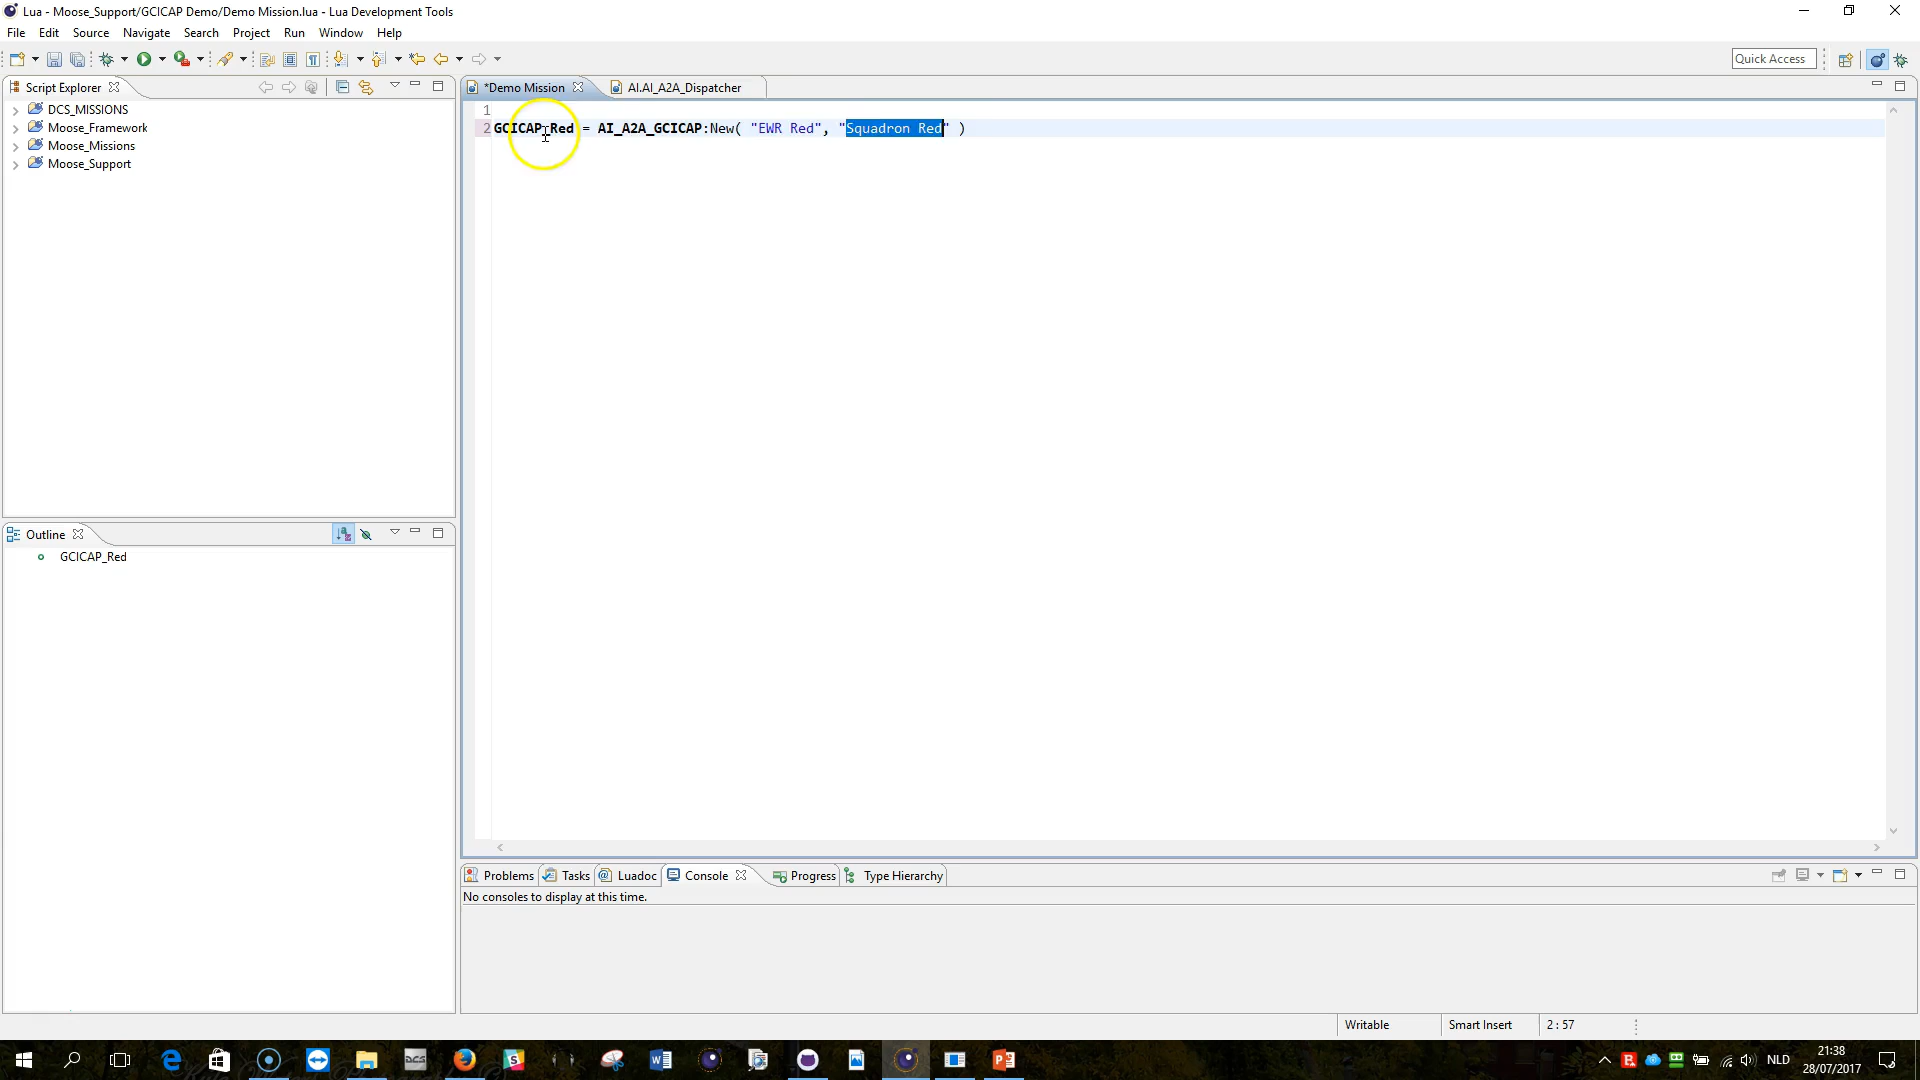 Lua - Moose_Support/GCICAP Demo/Demo Mission.lua - Lua Development Tools
File Edit Source Navigate Search Project Run Window Help
Quick Access
Script Explorer
DCS_MISSIONS
Moose_Framework
Moose_Missions
Moose_Support
*Demo Mission AI.AI_A2A_Dispatcher
1
2 GCICAP_Red = AI_A2A_GCICAP:New( "EWR Red", "Squadron Red" )
Outline
GCICAP_Red
Problems Tasks Luadoc Console Progress Type Hierarchy
No consoles to display at this time.
Writable Smart Insert 2 : 57
NLD
21:38
28/07/2017